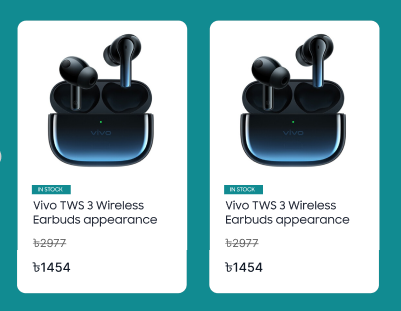 vivo
IN STOCK
Vivo TWS 3 Wireless
Earbuds appearance
৳2977
৳1454
vivo
IN STOCK
Vivo TWS 3 Wireless
Earbuds appearance
৳2977
৳1454